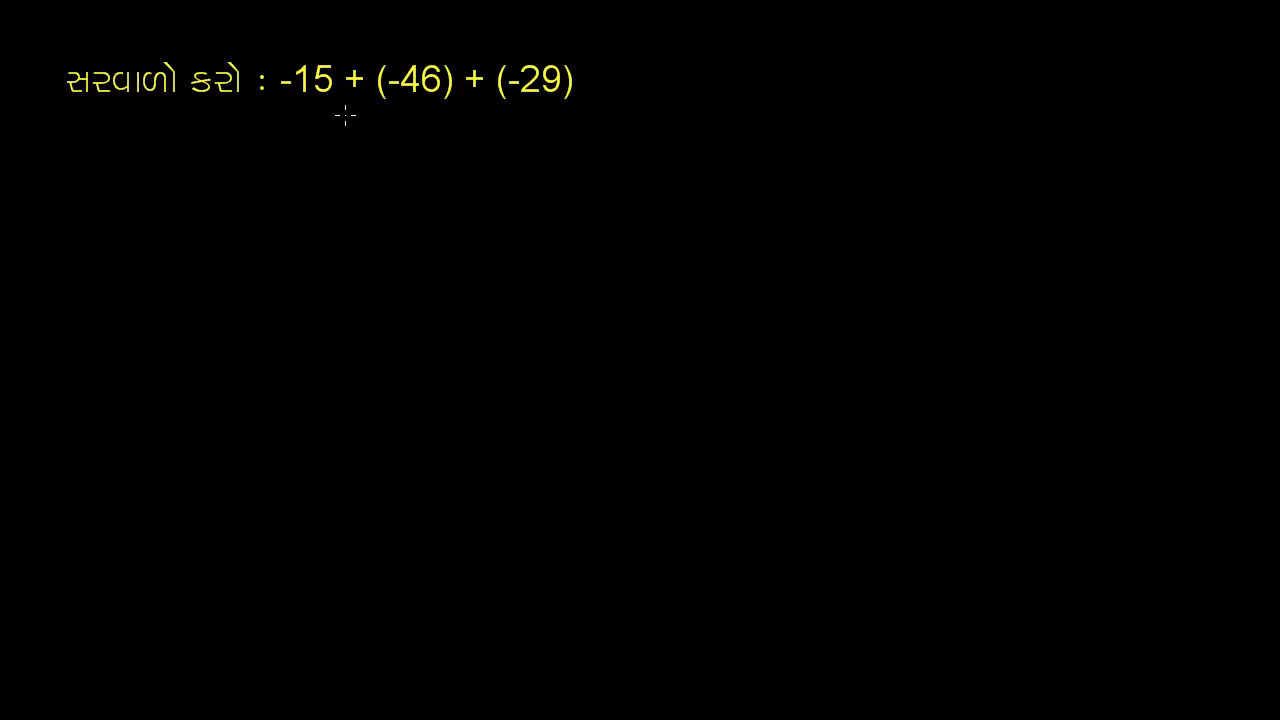 સરવાળો કરો : -15 + (-46) + (-29)